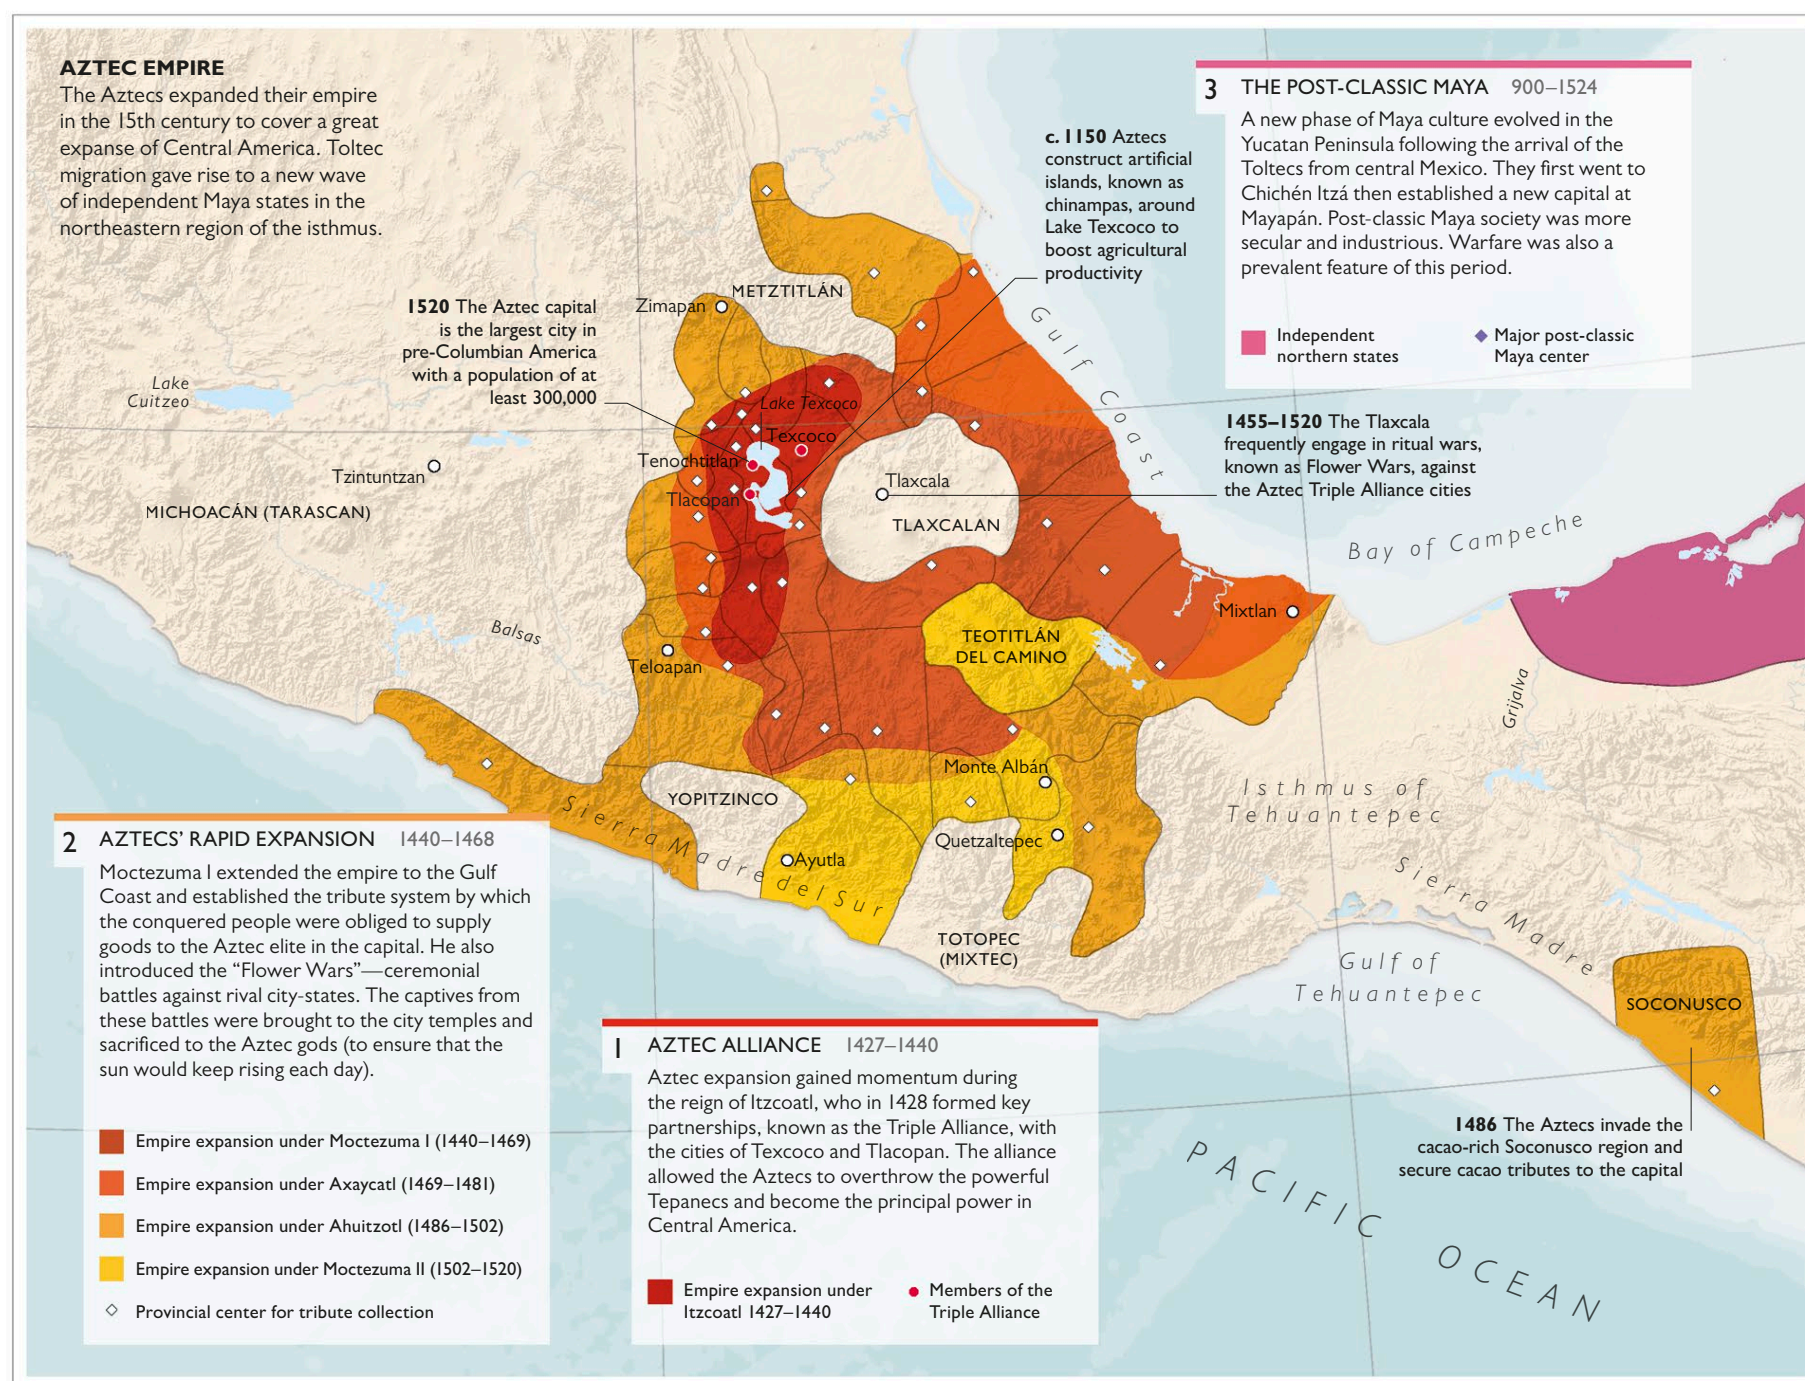 AZTEC EMPIRE
The Aztecs expanded their empire
in the 15th century to cover a great
expanse of Central America. Toltec
migration gave rise to a new wave
of independent Maya states in the
northeastern region of the isthmus.
3 THE POST-CLASSIC MAYA 900–1524
A new phase of Maya culture evolved in the
Yucatan Peninsula following the arrival of the
Toltecs from central Mexico. They first went to
Chichén Itzá then established a new capital at
Mayapán. Post-classic Maya society was more
secular and industrious. Warfare was also a
prevalent feature of this period.
Independent
northern states
Major post-classic
Maya center
c. 1150 Aztecs
construct artificial
islands, known as
chinampas, around
Lake Texcoco to
boost agricultural
productivity
1520 The Aztec capital
is the largest city in
pre-Columbian America
with a population of at
least 300,000
1455–1520 The Tlaxcala
frequently engage in ritual wars,
known as Flower Wars, against
the Aztec Triple Alliance cities
METZTITLÁN
Zimapan
Gulf Coast
Lake
Cuitzeo
Lake Texcoco
Texcoco
Tenochtitlan
Tzintuntzan
Tlacopan
Tlaxcala
MICHOACÁN (TARASCAN)
TLAXCALAN
Bay of Campeche
Balsas
Mixtlan
TEOTITLÁN
DEL CAMINO
Teloapan
Grijalva
Monte Albán
YOPITZINCO
Isthmus of
Tehuantepec
Quetzaltepec
Sierra Madre del Sur
Ayutla
Sierra Madre
TOTOPEC
(MIXTEC)
Gulf of
Tehuantepec
SOCONUSCO
1486 The Aztecs invade the
cacao-rich Soconusco region and
secure cacao tributes to the capital
PACIFIC OCEAN
2 AZTECS’ RAPID EXPANSION 1440–1468
Moctezuma I extended the empire to the Gulf
Coast and established the tribute system by which
the conquered people were obliged to supply
goods to the Aztec elite in the capital. He also
introduced the “Flower Wars”—ceremonial
battles against rival city-states. The captives from
these battles were brought to the city temples and
sacrificed to the Aztec gods (to ensure that the
sun would keep rising each day).
Empire expansion under Moctezuma I (1440–1469)
Empire expansion under Axaycatl (1469–1481)
Empire expansion under Ahuitzotl (1486–1502)
Empire expansion under Moctezuma II (1502–1520)
Provincial center for tribute collection
1 AZTEC ALLIANCE 1427–1440
Aztec expansion gained momentum during
the reign of Itzcoatl, who in 1428 formed key
partnerships, known as the Triple Alliance, with
the cities of Texcoco and Tlacopan. The alliance
allowed the Aztecs to overthrow the powerful
Tepanecs and become the principal power in
Central America.
Empire expansion under
Itzcoatl 1427–1440
Members of the
Triple Alliance